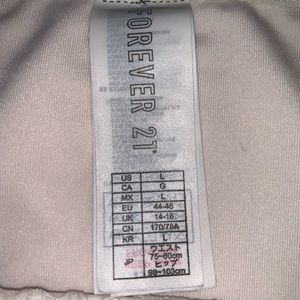 FOREVER 21®
US L
CA G
MX L
EU 44-46
UK 14-16
CN 170/78A
KR L
JP ウエスト
75-80cm
ヒップ
98-103cm